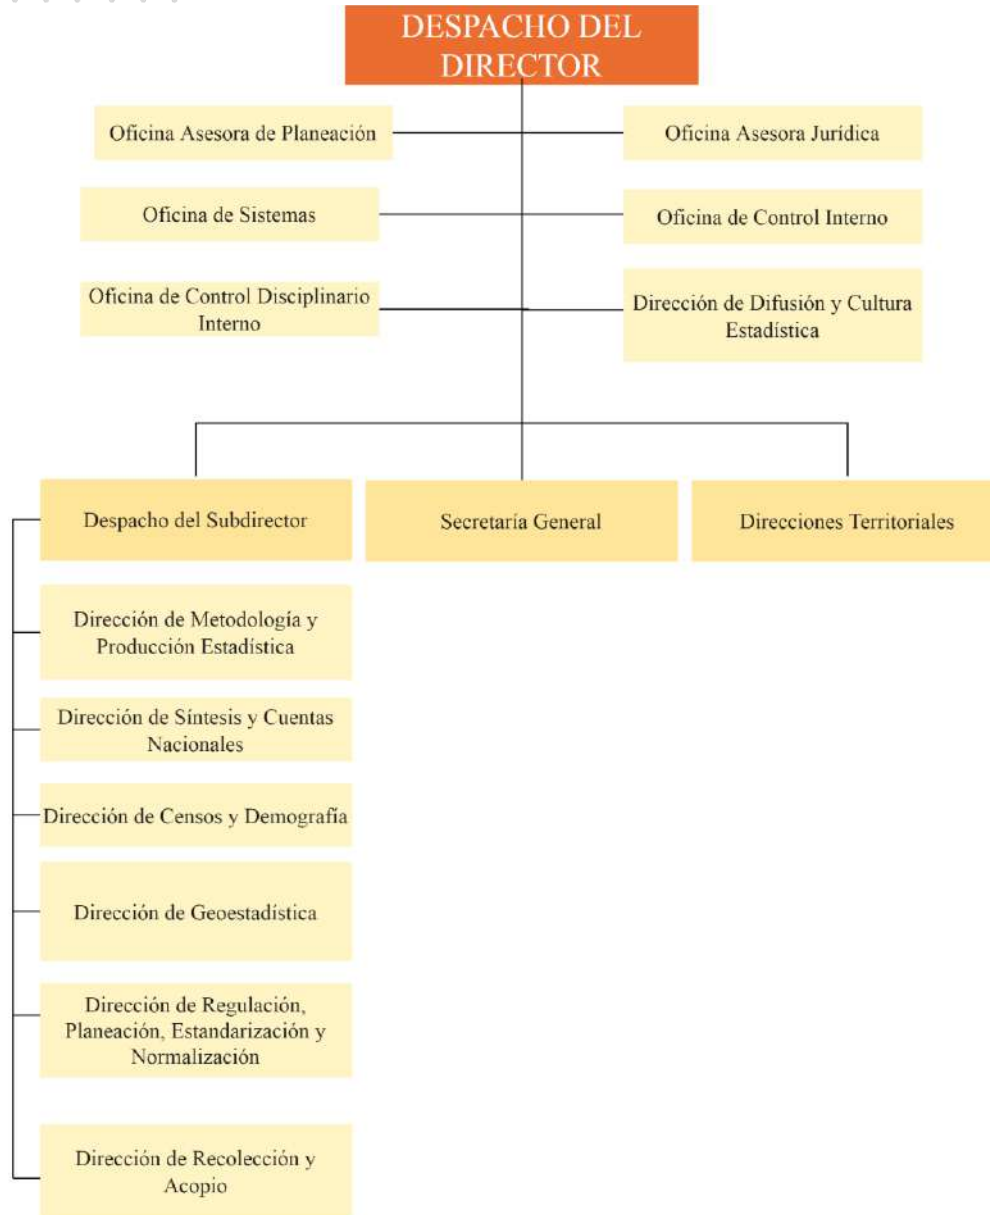 DESPACHO DEL
DIRECTOR
Oficina Asesora de Planeación
Oficina Asesora Jurídica
Oficina de Sistemas
Oficina de Control Interno
Oficina de Control Disciplinario
Interno
Dirección de Difusión y Cultura
Estadística
Despacho del Subdirector
Secretaría General
Direcciones Territoriales
Dirección de Metodología y
Producción Estadística
Dirección de Síntesis y Cuentas
Nacionales
Dirección de Censos y Demografía
Dirección de Geoestadística
Dirección de Regulación,
Planeación, Estandarización y
Normalización
Dirección de Recolección y
Acopio